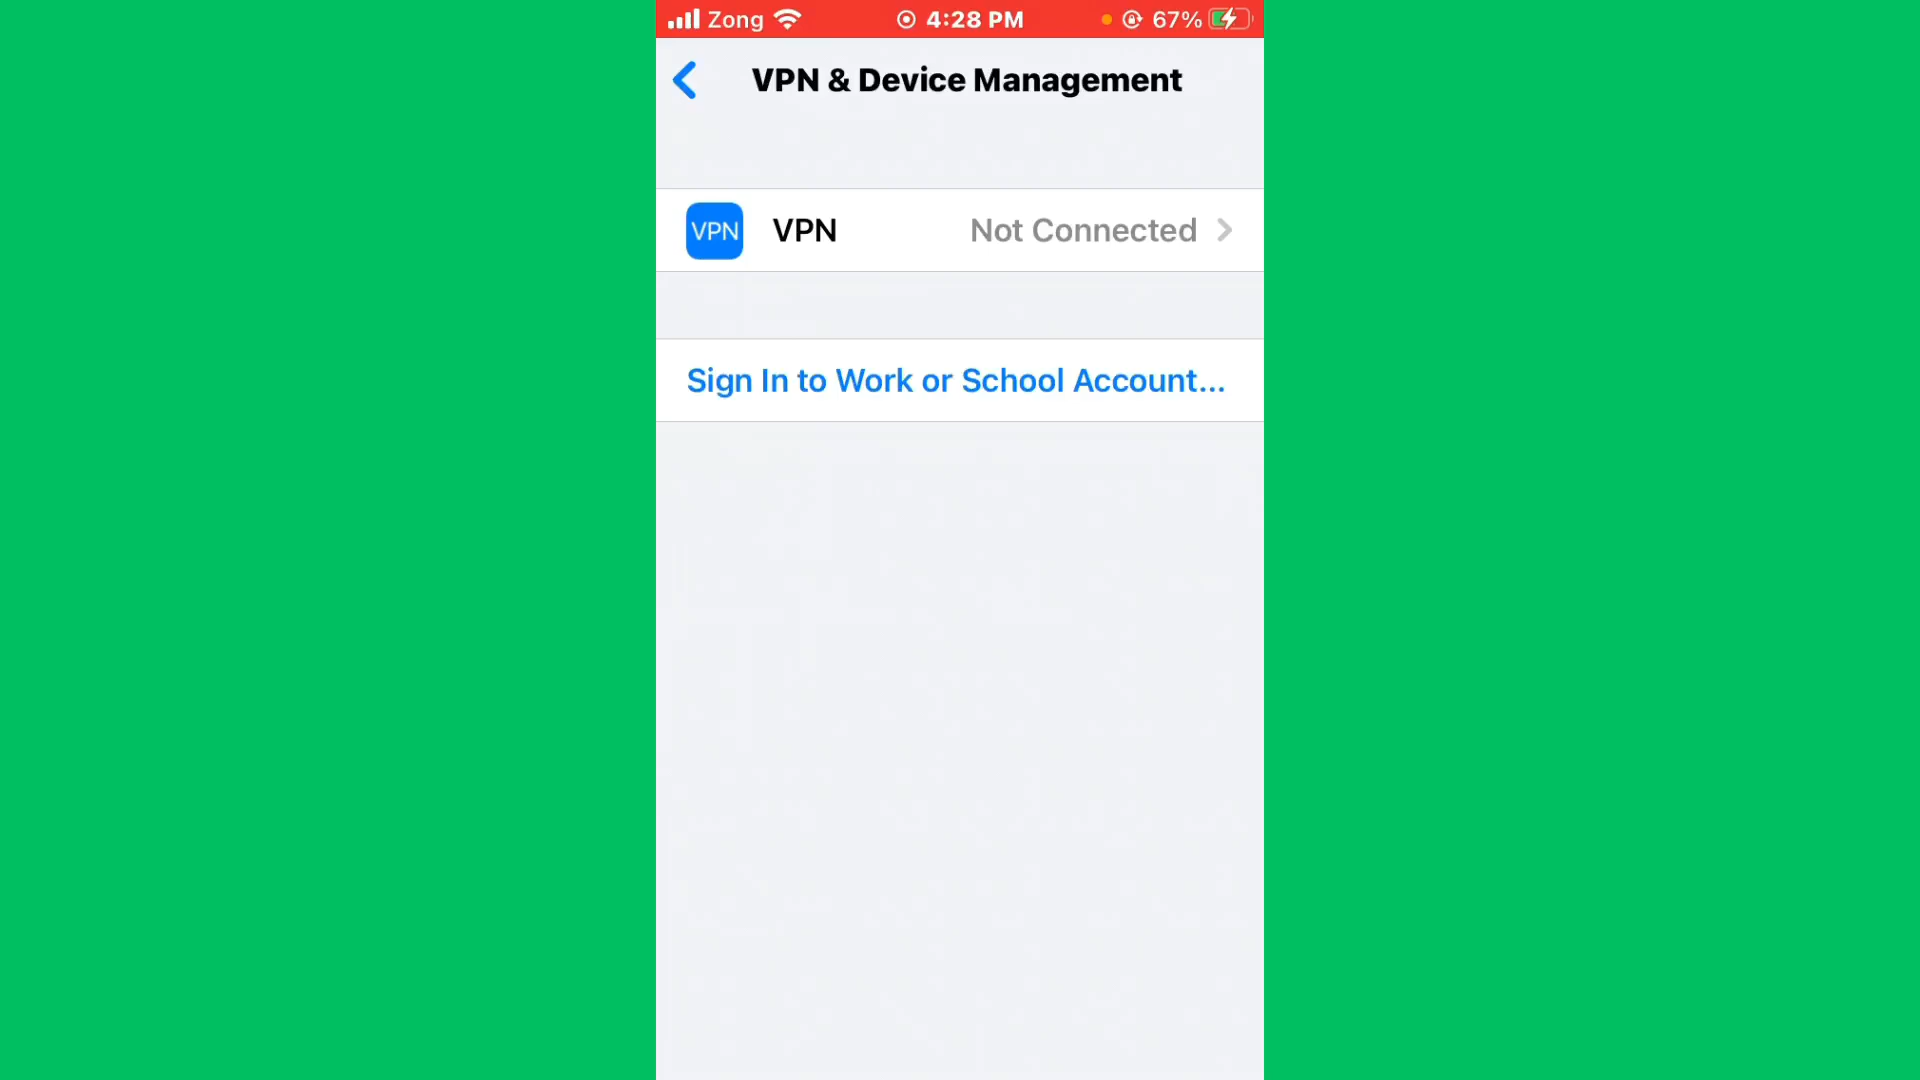 Zong 4:28 PM 67%
VPN & Device Management
VPN VPN Not Connected
Sign In to Work or School Account...